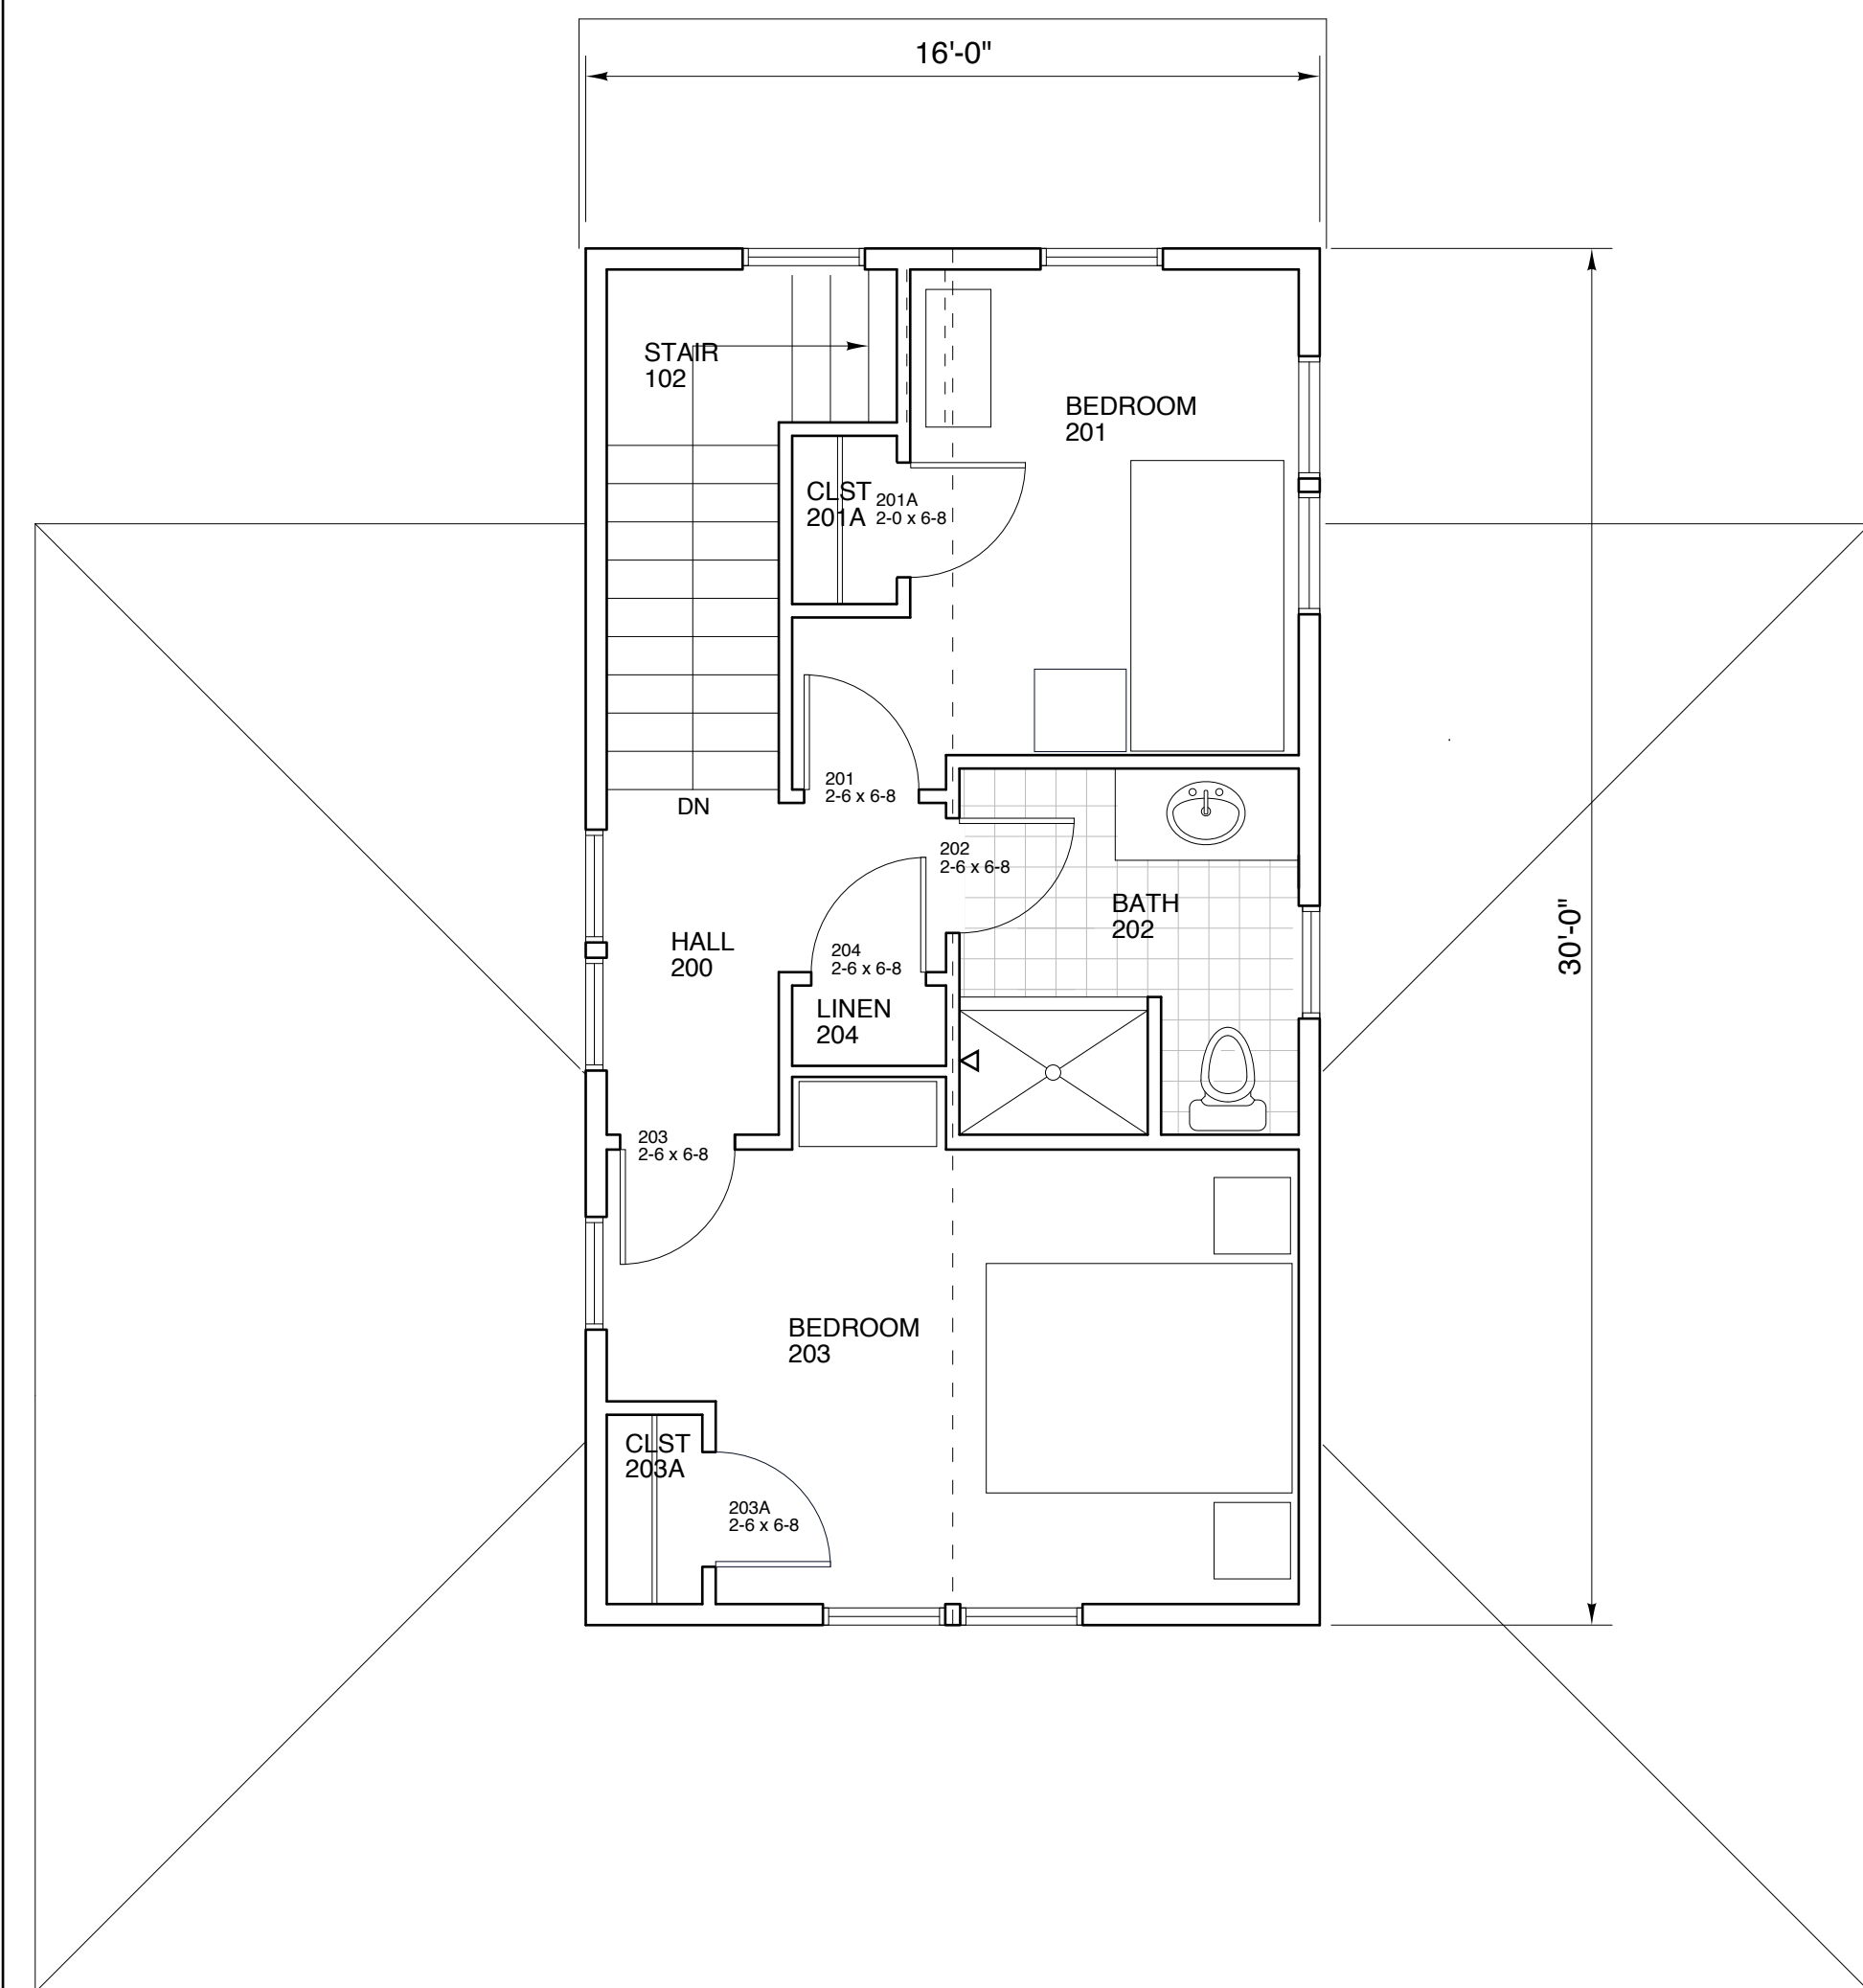 16'-0"
STAIR
102
BEDROOM
201
CLST
201A
201A
2-0 x 6-8
201
2-6 x 6-8
DN
202
2-6 x 6-8
BATH
202
30'-0"
HALL
200
204
2-6 x 6-8
LINEN
204
203
2-6 x 6-8
BEDROOM
203
CLST
203A
203A
2-6 x 6-8